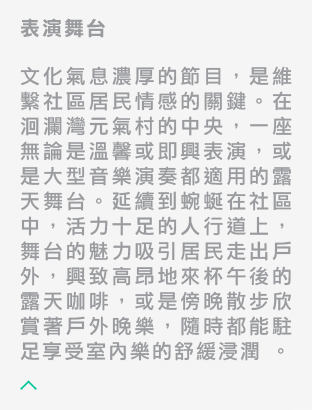 表演舞台
文化氣息濃厚的節目，是維
繫社區居民情感的關鍵。在
洄瀾灣元氣村的中央，一座
無論是溫馨或即興表演，或
是大型音樂演奏都適用的露
天舞台。延續到蜿蜒在社區
中，活力十足的人行道上，
舞台的魅力吸引居民走出戶
外，興致高昂地來杯午後的
露天咖啡，或是傍晚散步欣
賞著戶外晚樂，隨時都能駐
足享受室內樂的舒緩浸潤 。